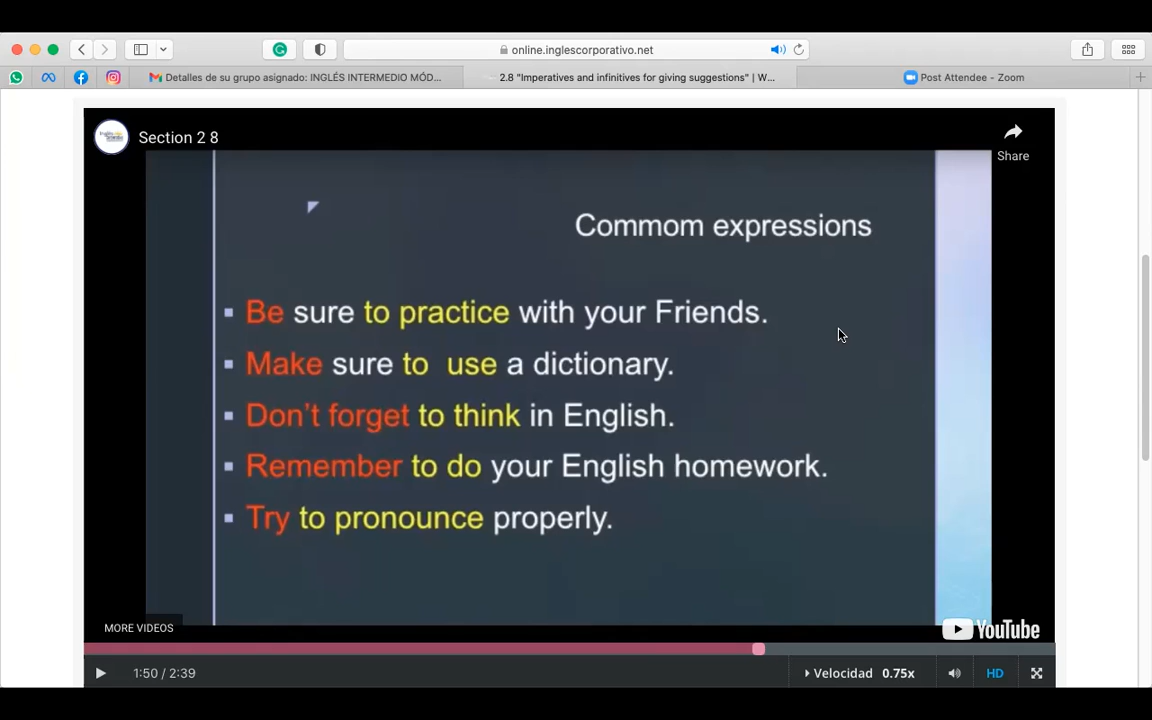 online.inglescorporativo.net
Detalles de su grupo asignado: INGLÉS INTERMEDIO MÓD...
2.8 "Imperatives and infinitives for giving suggestions" | W...
Post Attendee - Zoom
Section 2 8
Share
Commom expressions
Be sure to practice with your Friends.
Make sure to use a dictionary.
Don't forget to think in English.
Remember to do your English homework.
Try to pronounce properly.
MORE VIDEOS
YouTube
1:50 / 2:39
Velocidad 0.75x
HD